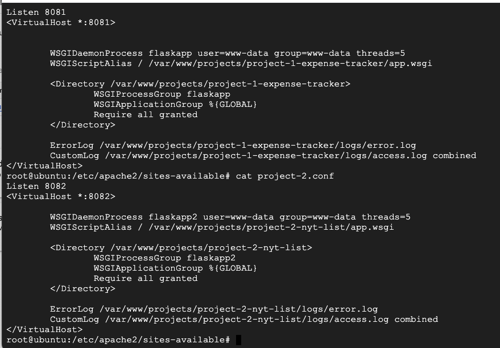 Listen 8081
<VirtualHost *:8081>
WSGIDaemonProcess flaskapp user=www-data group=www-data threads=5
WSGIScriptAlias / /var/www/projects/project-1-expense-tracker/app.wsgi
<Directory /var/www/projects/project-1-expense-tracker>
WSGIProcessGroup flaskapp
WSGIApplicationGroup %{GLOBAL}
Require all granted
</Directory>
ErrorLog /var/www/projects/project-1-expense-tracker/logs/error.log
CustomLog /var/www/projects/project-1-expense-tracker/logs/access.log combined
</VirtualHost>
root@ubuntu:/etc/apache2/sites-available# cat project-2.conf
Listen 8082
<VirtualHost *:8082>
WSGIDaemonProcess flaskapp2 user=www-data group=www-data threads=5
WSGIScriptAlias / /var/www/projects/project-2-nyt-list/app.wsgi
<Directory /var/www/projects/project-2-nyt-list>
WSGIProcessGroup flaskapp2
WSGIApplicationGroup %{GLOBAL}
Require all granted
</Directory>
ErrorLog /var/www/projects/project-2-nyt-list/logs/error.log
CustomLog /var/www/projects/project-2-nyt-list/logs/access.log combined
</VirtualHost>
root@ubuntu:/etc/apache2/sites-available#